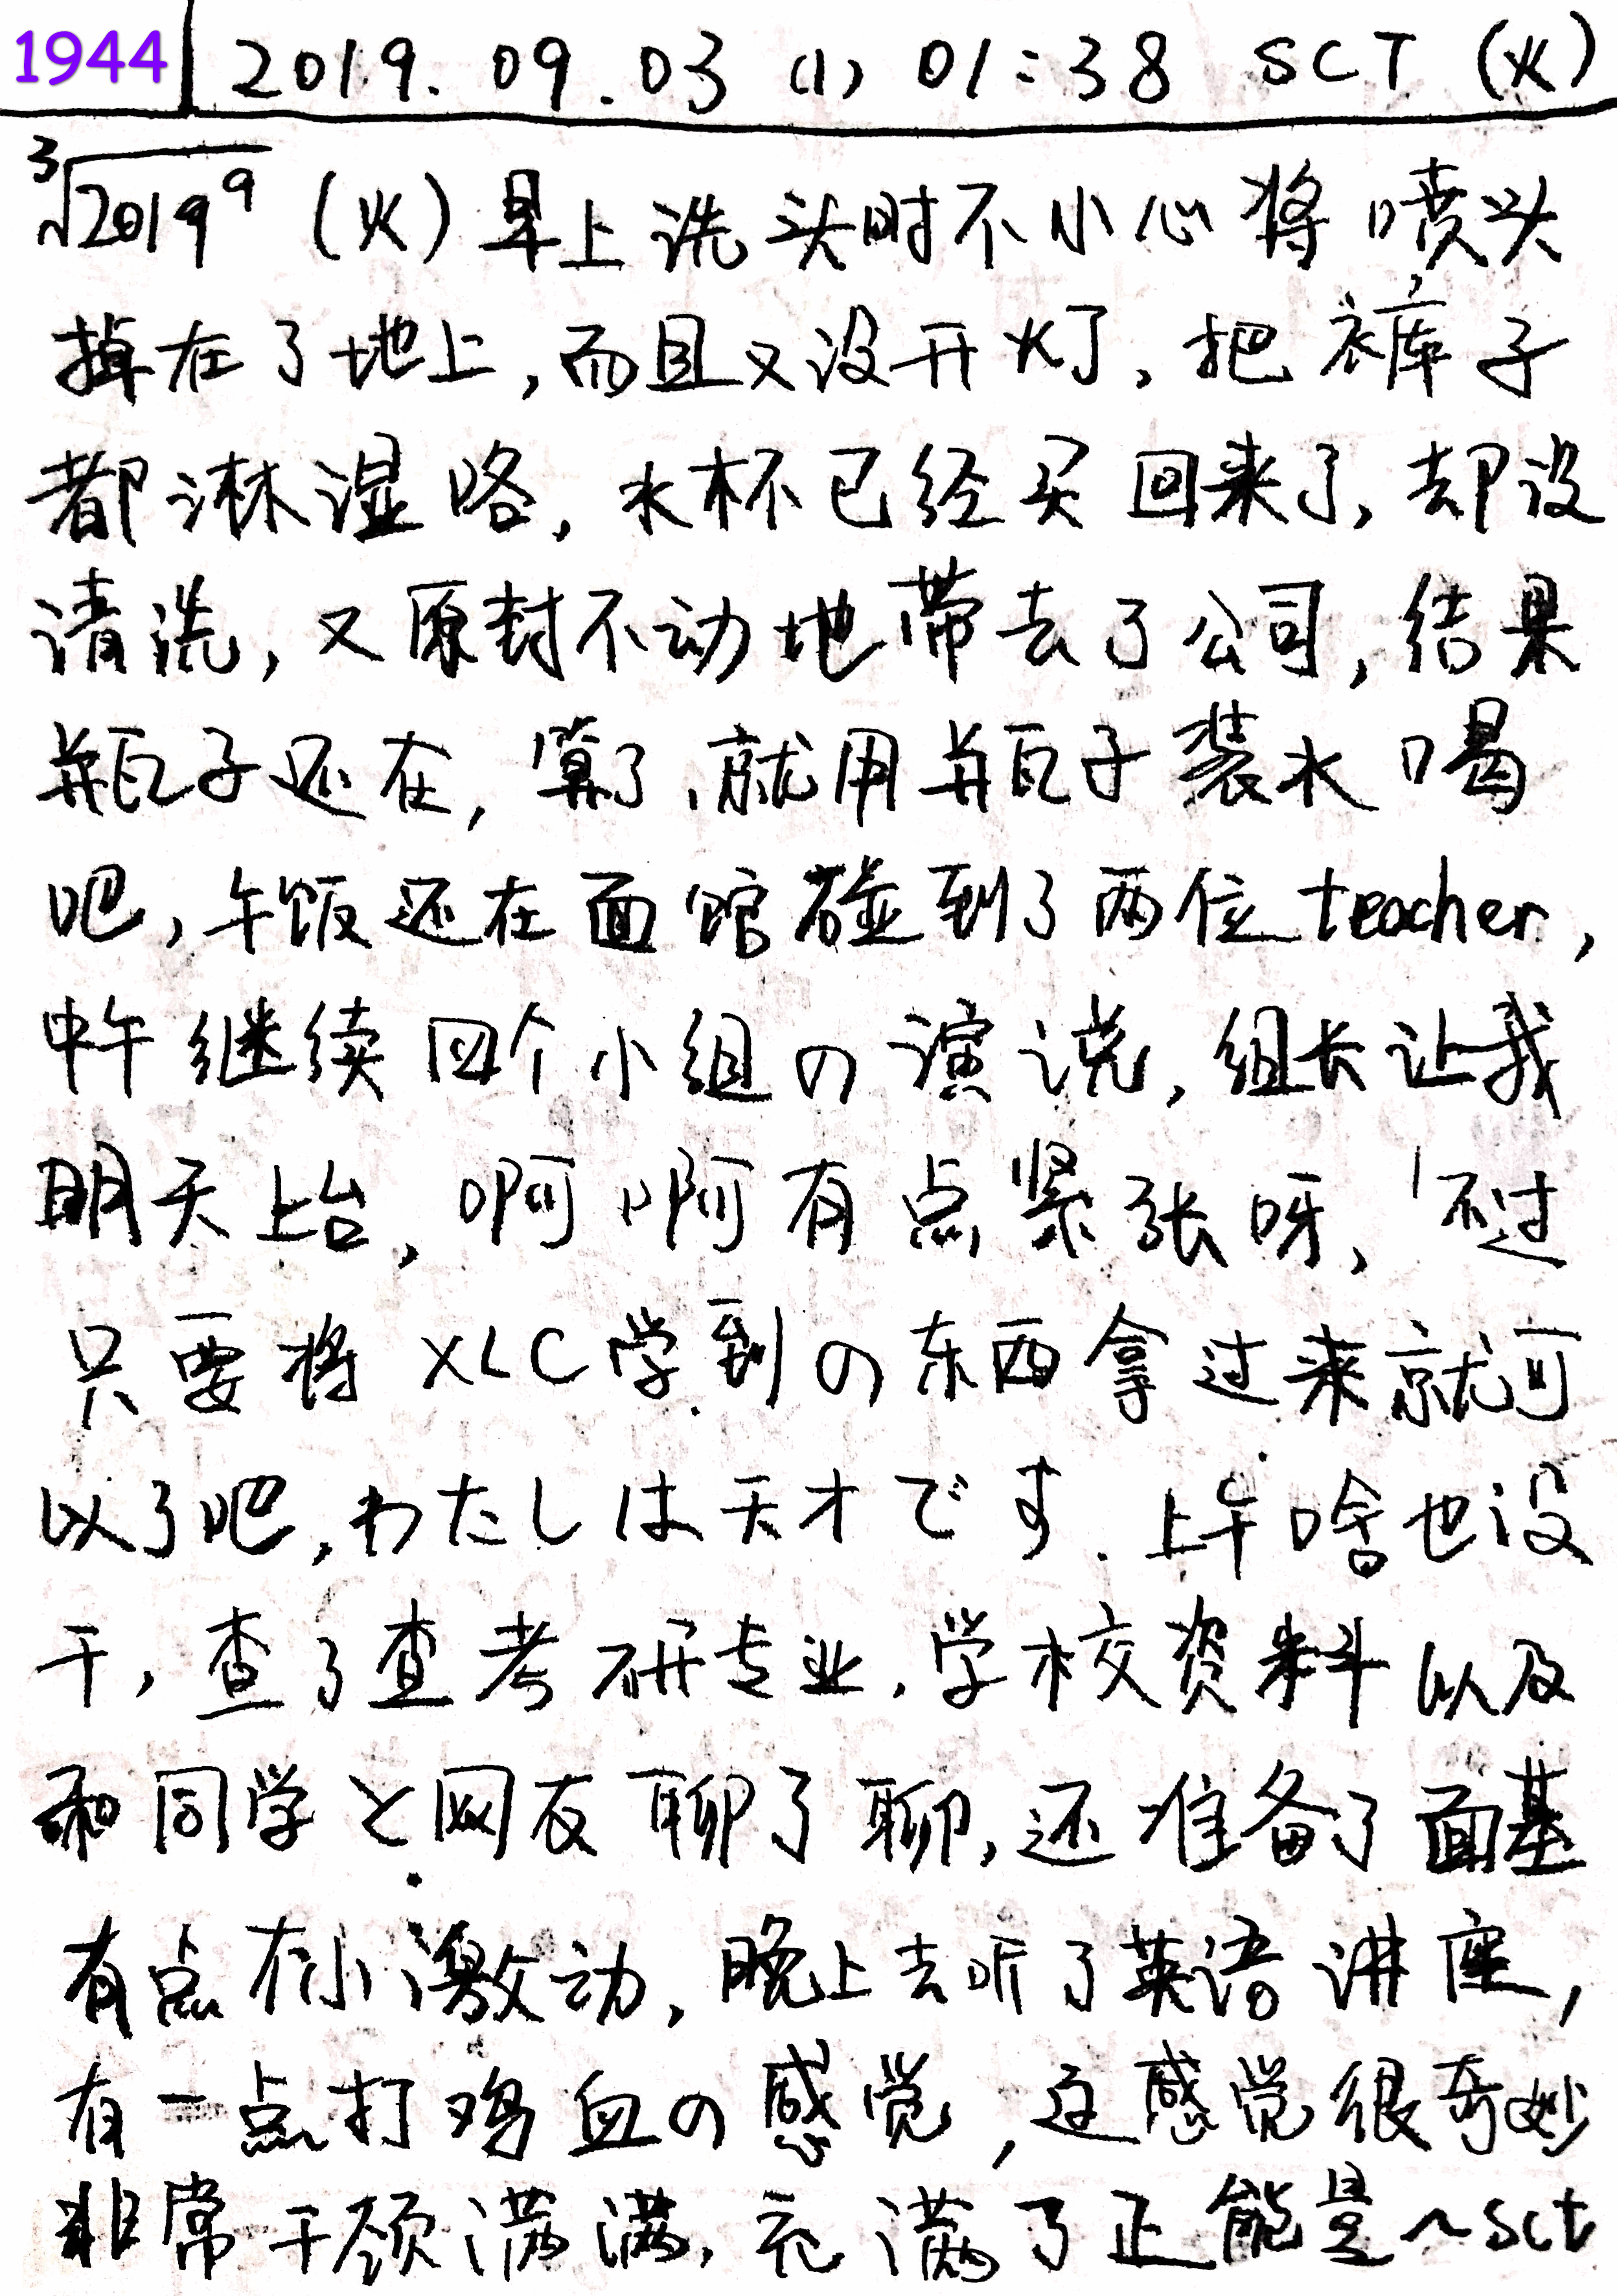 1944 2019.09.03 (1) 01:38 SCT (火)
³√2019⁹ (火) 早上洗头时不小心将喷头
掉在了地上,而且又没开灯,把裤子
都淋湿咯,水杯已经买回来了,却没
清洗,又原封不动地带去了公司,结果
瓶子还在,算了,就用瓶子装水喝
吧,午饭还在面馆碰到了两位teacher,
中午继续四个小组の演说,组长让我
明天上台,啊啊有点紧张呀,不过
只要将XLC学到の东西拿过来就可
以了吧,わたしは天才です.上午啥也没
干,查了查考研专业,学校资料以及
和同学と网友聊了聊,还准备了面基
有点小激动,晚上去听了英语讲座,
有一点打鸡血の感觉,这感觉很奇妙
非常干劲满满,充满了正能量~sct